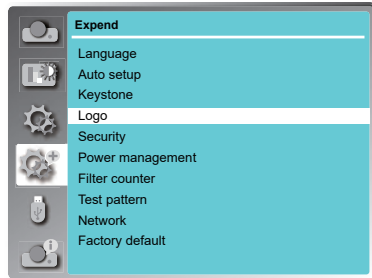 Expend
Language
Auto setup
Keystone
Logo
Security
Power management
Filter counter
Test pattern
Network
Factory default